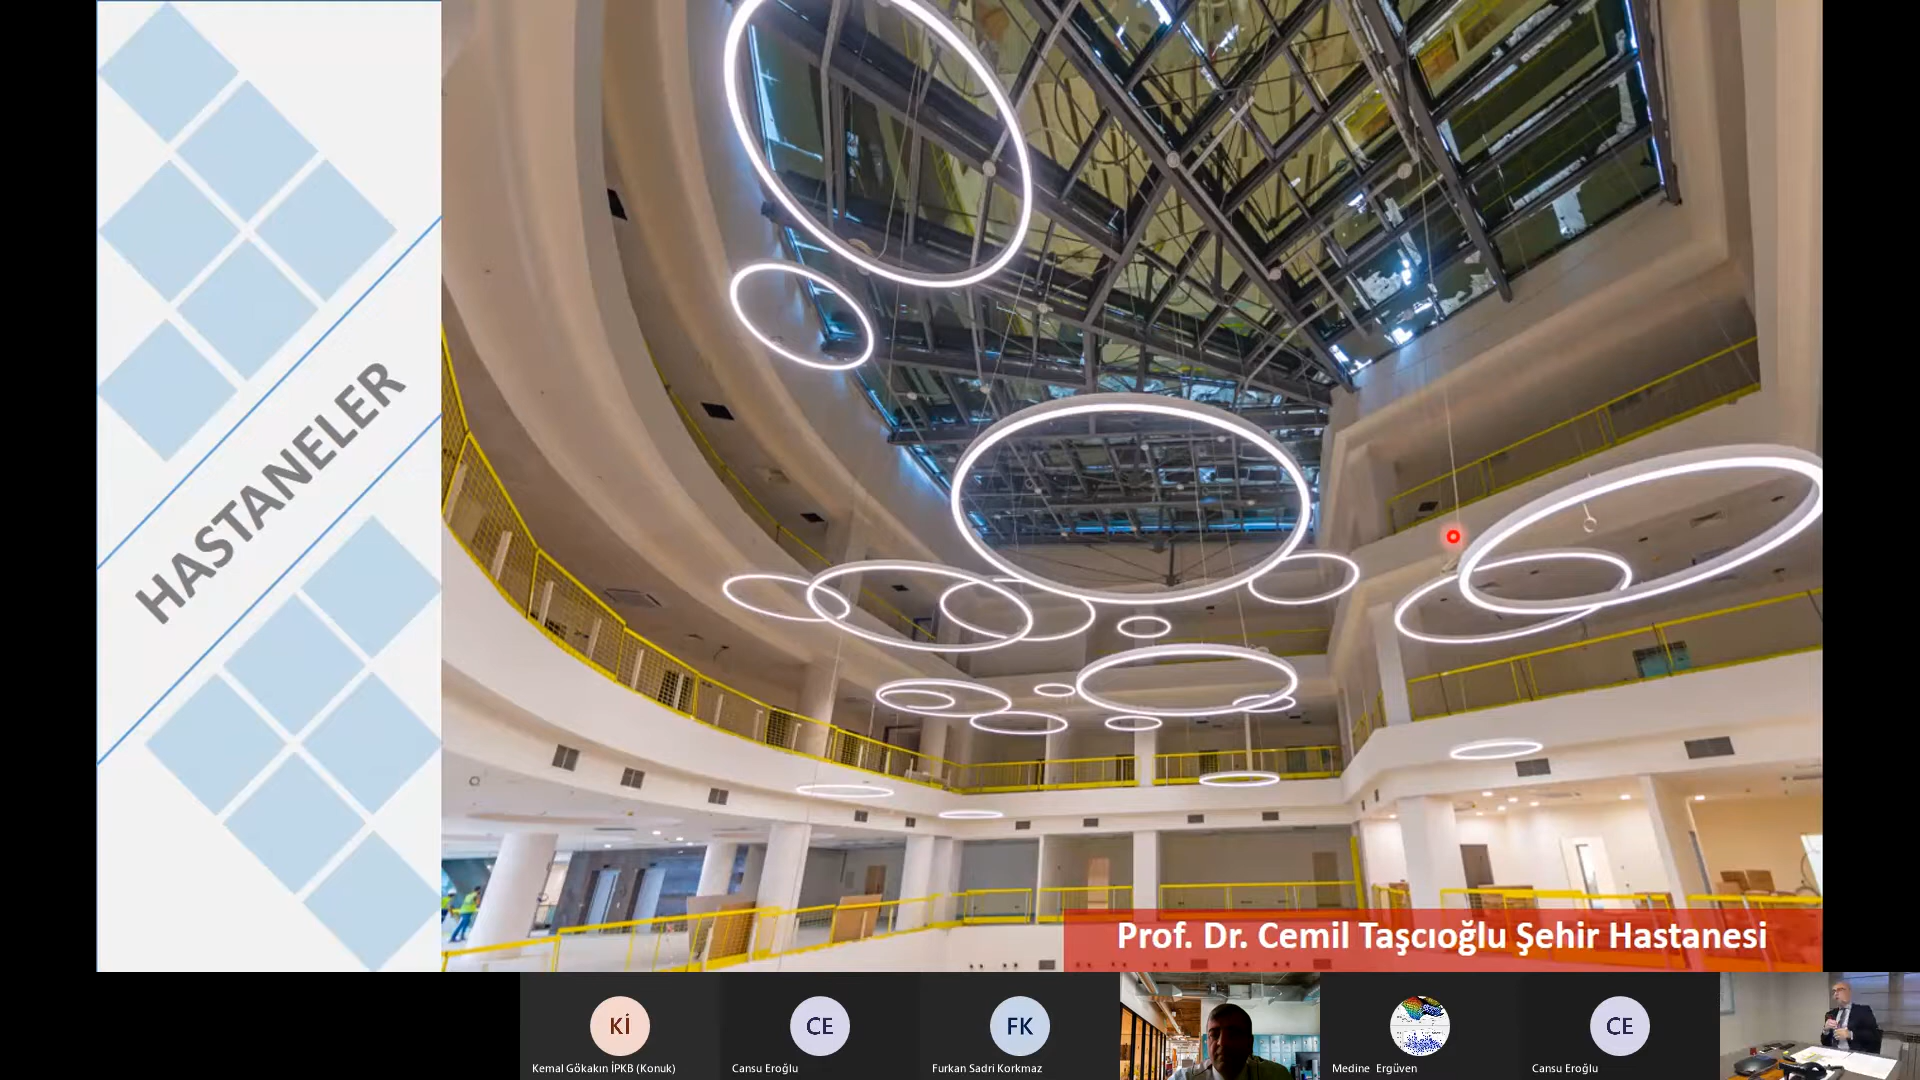 HASTANELER
Prof. Dr. Cemil Taşcıoğlu Şehir Hastanesi
Kİ
CE
FK
CE
Kemal Gökakın İPKB (Konuk)
Cansu Eroğlu
Furkan Sadri Korkmaz
Medine Ergüven
Cansu Eroğlu